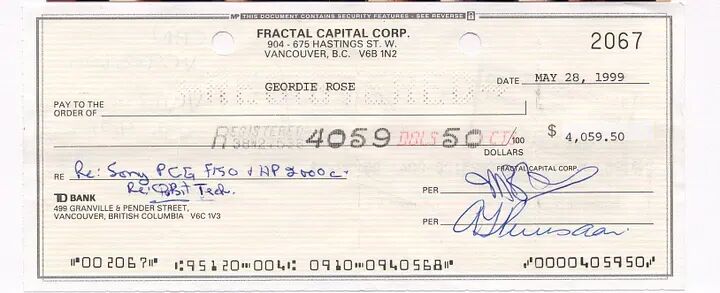 MP THIS DOCUMENT CONTAINS SECURITY FEATURES - SEE REVERSE
FRACTAL CAPITAL CORP.
904 - 675 HASTINGS ST. W.
VANCOUVER, B.C. V6B 1N2
2067
DATE MAY 28, 1999
GEORDIE ROSE
PAY TO THE
ORDER OF
REGISTERED
4059 DOLS 50 CT /100 $ 4,059.50
DOLLARS
FRACTAL CAPITAL CORP.
RE Re: Sony PCG F150 + HP 2000c
Re: QBit Tech.
PER
TD BANK
499 GRANVILLE & PENDER STREET,
VANCOUVER, BRITISH COLUMBIA V6C 1V3
PER
⑈002067⑈ ⑆95120⑉004⑆ 0910⑉0940568⑈ ⑈0000405950⑈